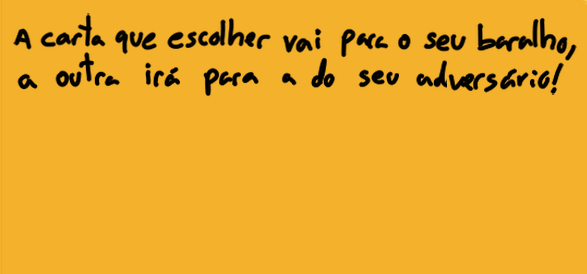 A carta que escolher vai para o seu baralho,
a outra irá para a do seu adversário!